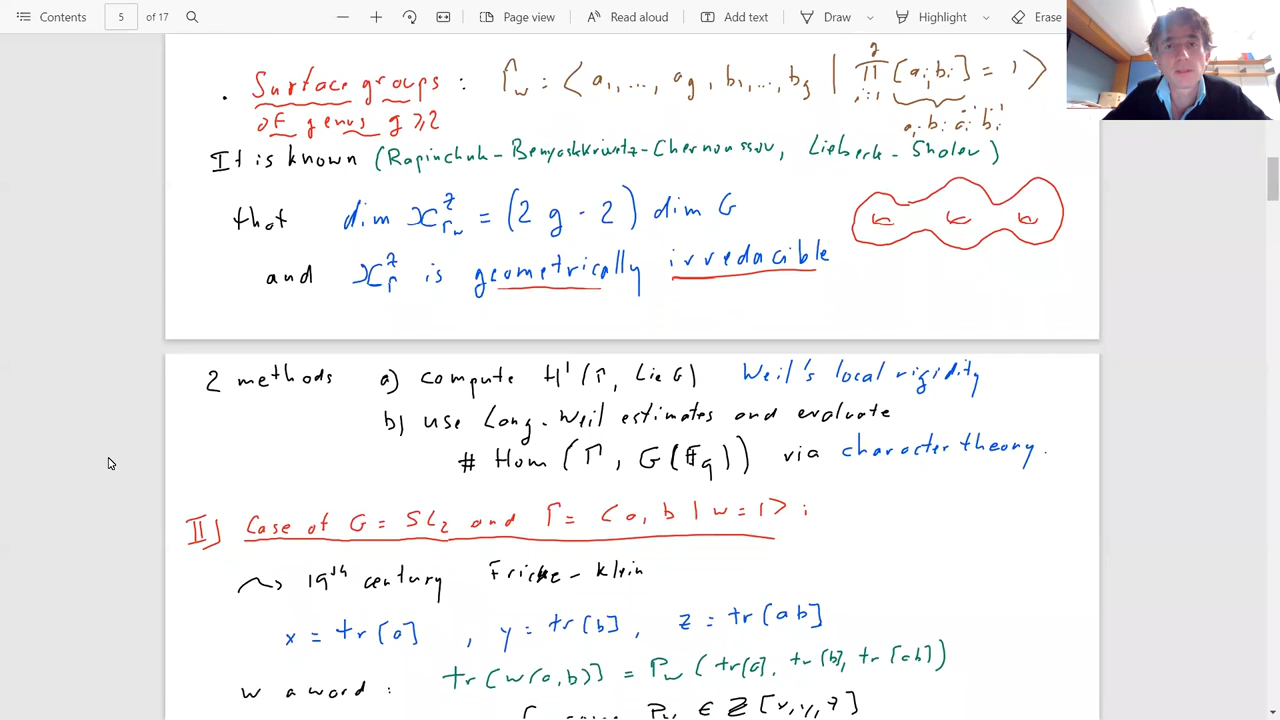 Contents 5 of 17 Page view Read aloud Add text Draw Highlight Erase
. Surface groups : Γ_w := ⟨ a_1, ..., a_g, b_1, ..., b_g | ∏_{i=1}^{g} [a_i, b_i] = 1 ⟩
of genus g ≥ 2
a_i b_i a_i^{-1} b_i^{-1}
It is known (Rapinchuk - Benyashkrivetz - Chernoussov, Liebeck - Shalev)
that dim X^z_{Γ_w} = (2g - 2) dim G
and X^z_Γ is geometrically irreducible
2 methods a) compute H^1(Γ, Lie G) Weil's local rigidity
b) use Lang-Weil estimates and evaluate
# Hom (Γ, G(F_q)) via character theory.
II) Case of G = SL_2 and Γ = ⟨a, b | w = 1⟩ :
⇝ 19th century Fricke - Klein
x = tr[a] , y = tr[b], z = tr[ab]
w a word : tr(w(a,b)) = P_w (tr[a], tr[b], tr[ab])
for some P_w ∈ Z[x,y,z]